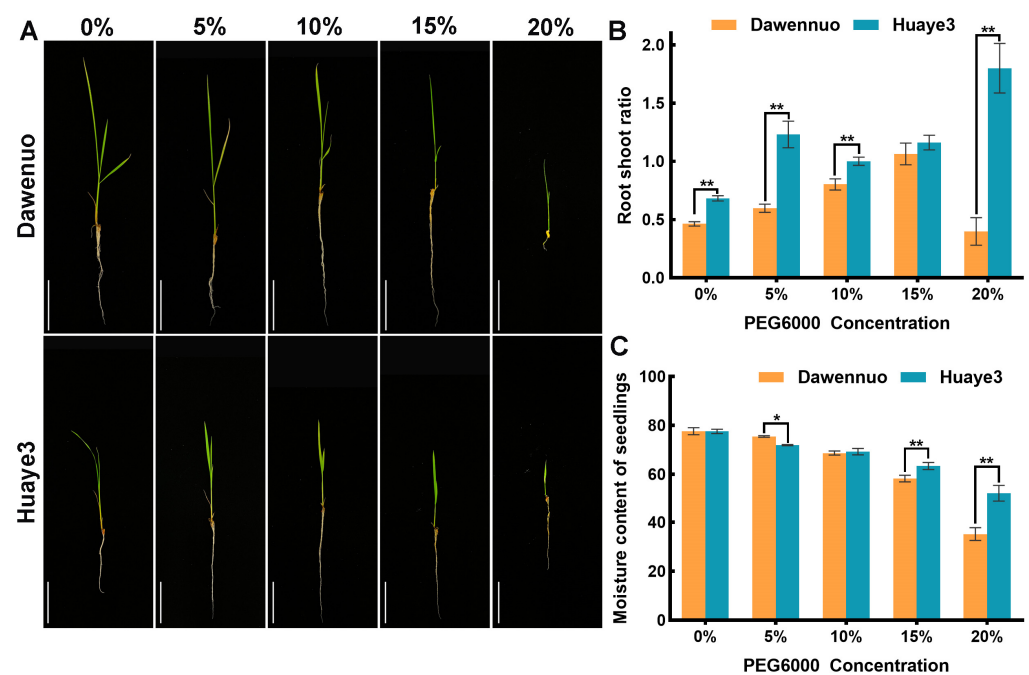 A
0% 5% 10% 15% 20%
Dawenuo
Huaye3
B
Dawennuo Huaye3
Root shoot ratio
2.0
1.5
1.0
0.5
0.0
** ** ** **
0% 5% 10% 15% 20%
PEG6000 Concentration
C
Dawennuo Huaye3
Moisture content of seedlings
100
80
60
40
20
0
* ** **
0% 5% 10% 15% 20%
PEG6000 Concentration